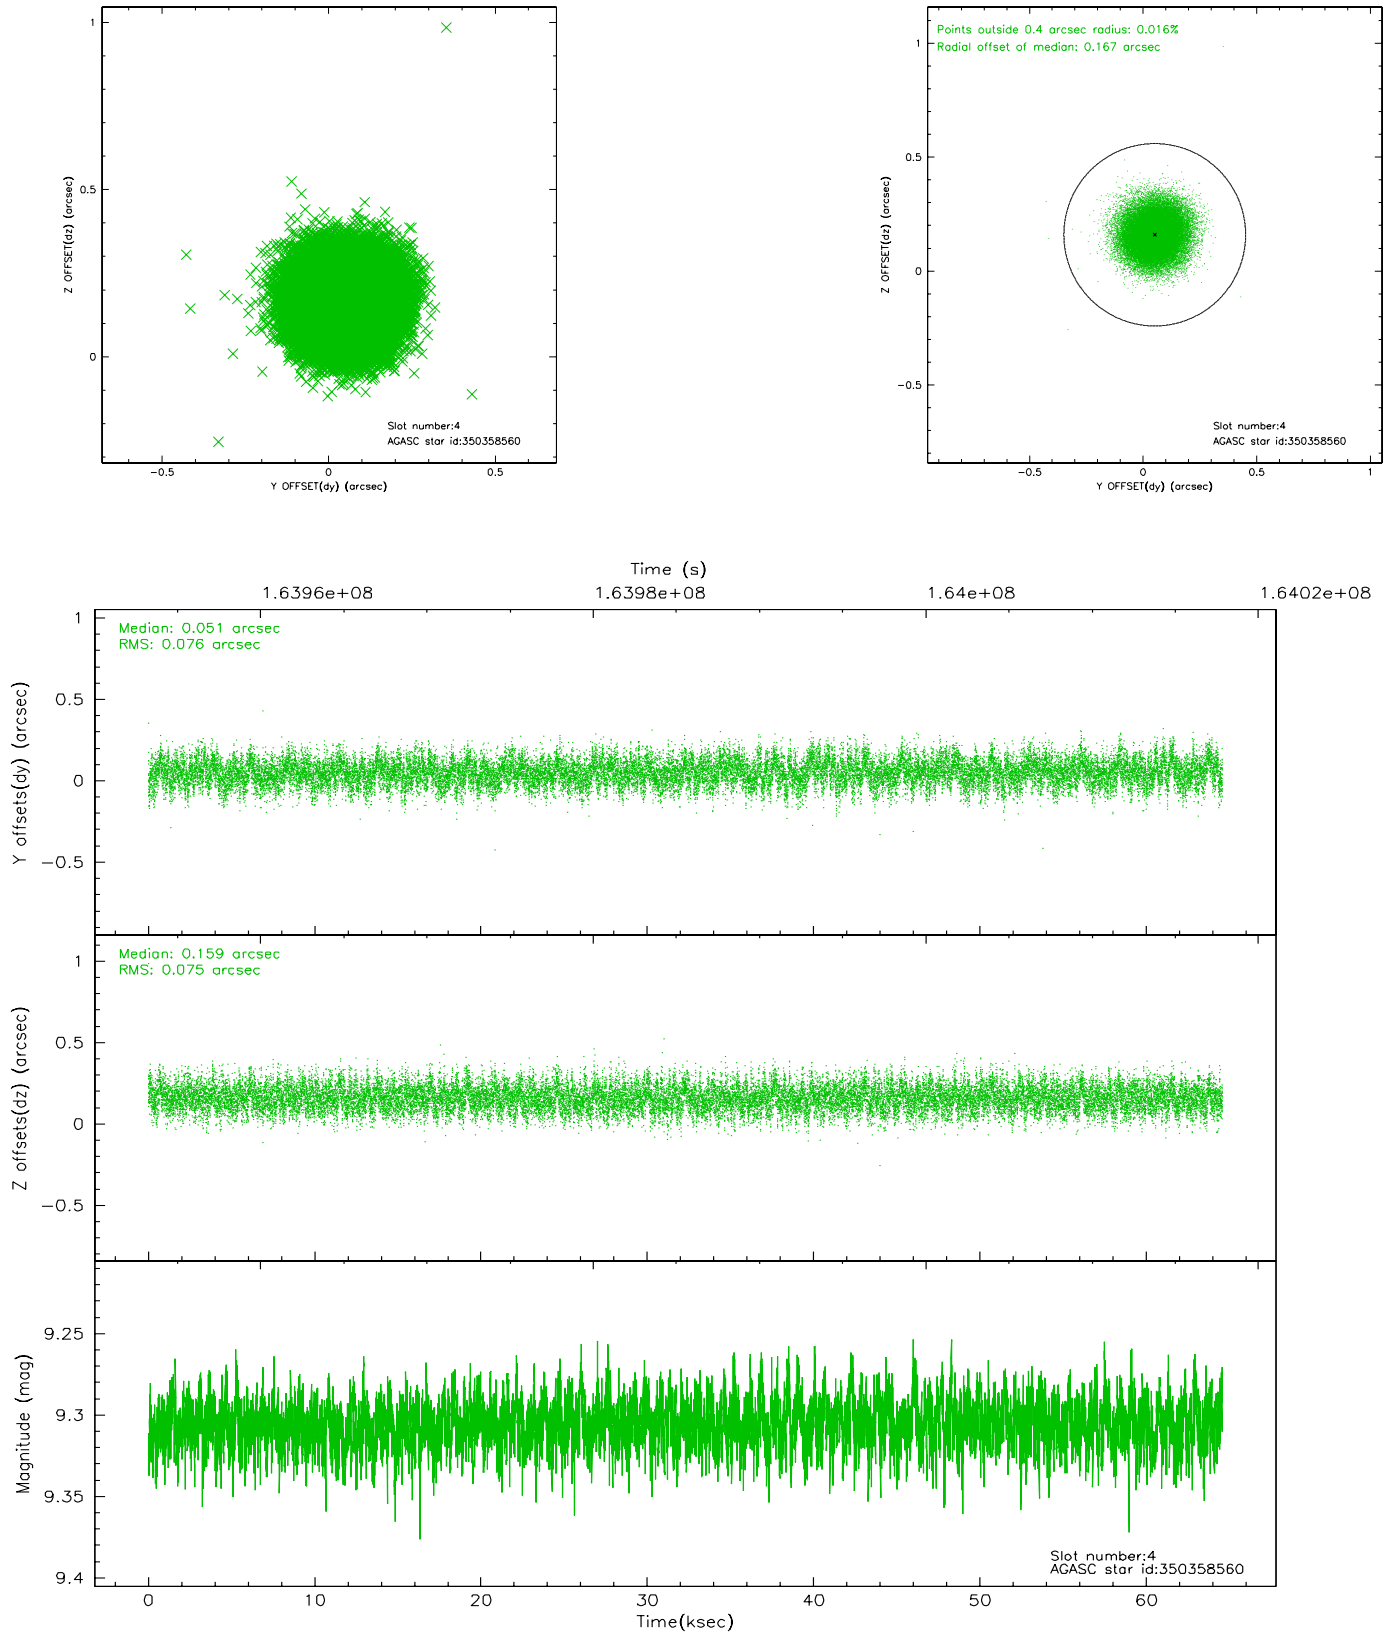 1
0.5
0
Z OFFSET(dz) (arcsec)
Slot number:4
AGASC star id:350358560
−0.5
0
0.5
Y OFFSET(dy) (arcsec)
Points outside 0.4 arcsec radius: 0.016%
Radial offset of median: 0.167 arcsec
1
0.5
0
−0.5
Z OFFSET(dz) (arcsec)
Slot number:4
AGASC star id:350358560
−0.5
0
0.5
1
Y OFFSET(dy) (arcsec)
Time (s)
1.6396e+08
1.6398e+08
1.64e+08
1.6402e+08
Median: 0.051 arcsec
RMS: 0.076 arcsec
1
0.5
0
−0.5
Y offsets(dy) (arcsec)
Median: 0.159 arcsec
RMS: 0.075 arcsec
1
0.5
0
−0.5
Z offsets(dz) (arcsec)
9.25
9.3
9.35
9.4
Magnitude (mag)
Slot number:4
AGASC star id:350358560
0
10
20
30
40
50
60
Time(ksec)